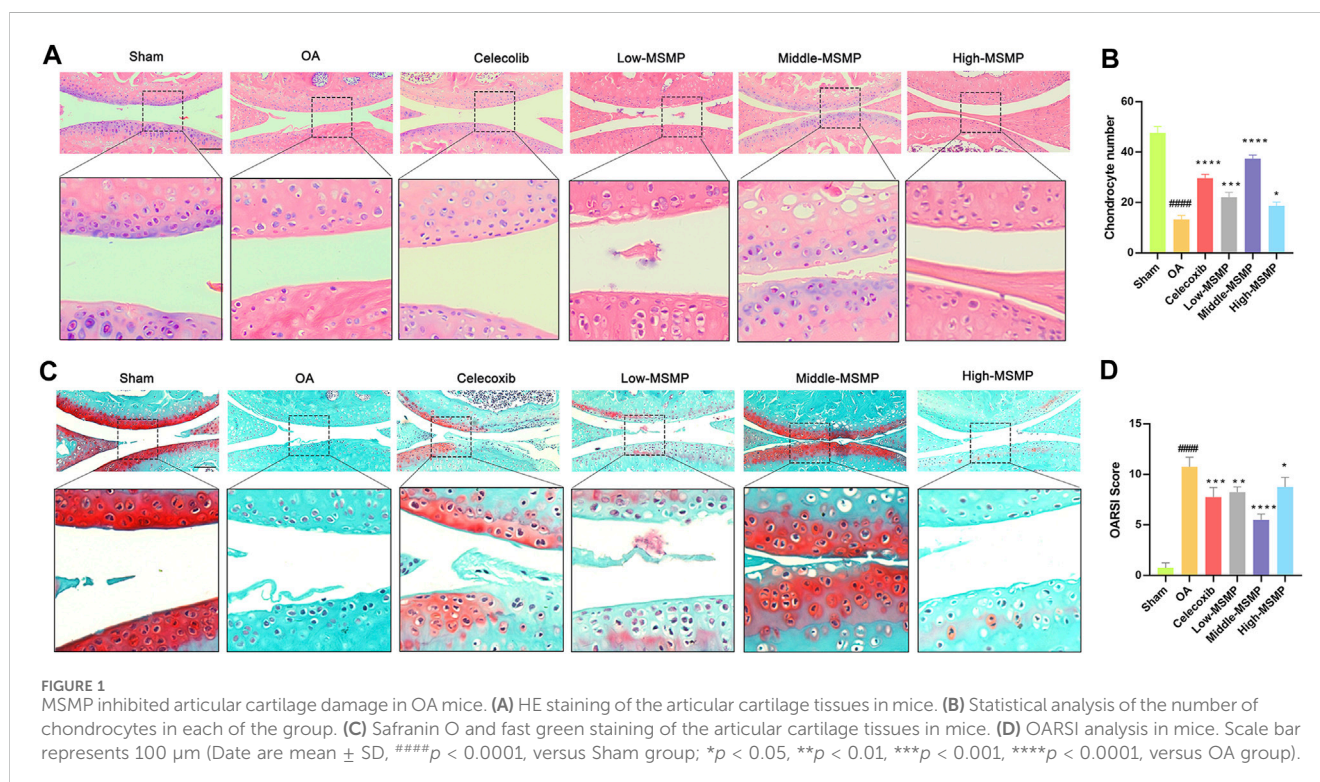 A
Sham
OA
Celecolib
Low-MSMP
Middle-MSMP
High-MSMP
B
Chondrocyte number
60
40
20
0
####
****
***
****
*
Sham
OA
Celecoxib
Low-MSMP
Middle-MSMP
High-MSMP
C
Sham
OA
Celecoxib
Low-MSMP
Middle-MSMP
High-MSMP
D
OARSI Score
15
10
5
0
####
***
**
****
*
Sham
OA
Celecoxib
Low-MSMP
Middle-MSMP
High-MSMP
FIGURE 1
MSMP inhibited articular cartilage damage in OA mice. (A) HE staining of the articular cartilage tissues in mice. (B) Statistical analysis of the number of
chondrocytes in each of the group. (C) Safranin O and fast green staining of the articular cartilage tissues in mice. (D) OARSI analysis in mice. Scale bar
represents 100 μm (Date are mean ± SD, ####p < 0.0001, versus Sham group; *p < 0.05, **p < 0.01, ***p < 0.001, ****p < 0.0001, versus OA group).